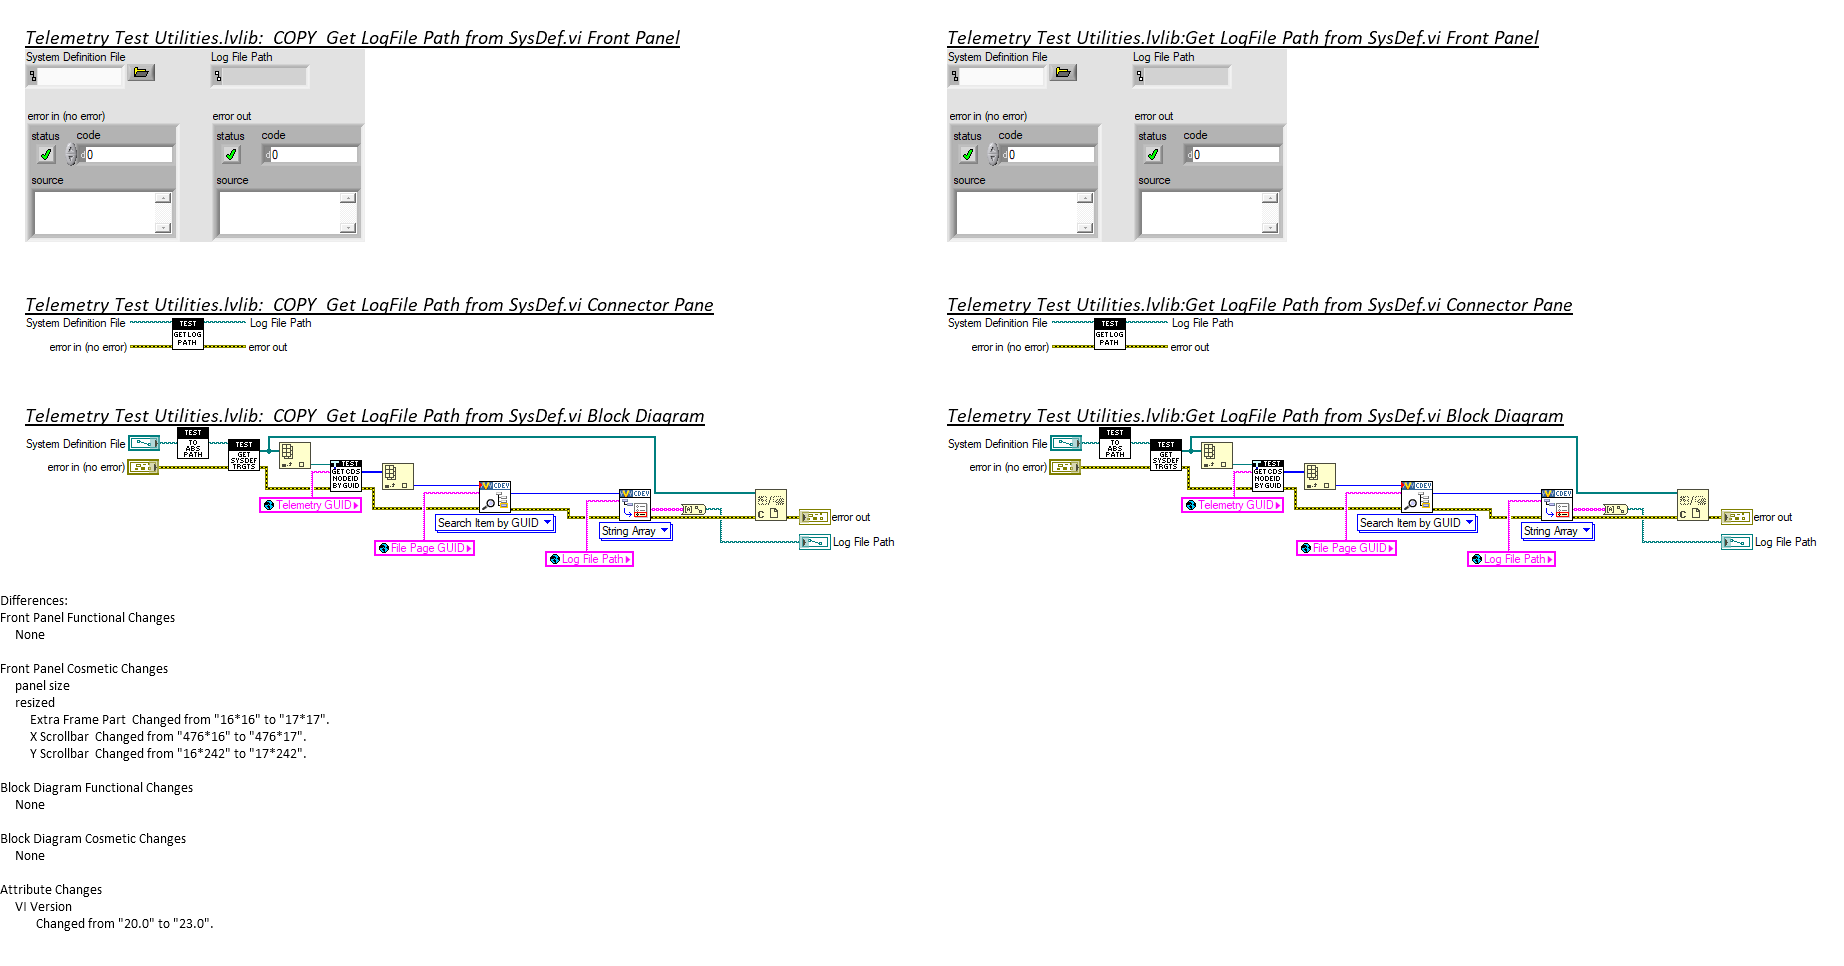 Telemetry Test Utilities.lvlib:  COPY  Get LogFile Path from SysDef.vi Front Panel
System Definition File
Log File Path
error in (no error)
error out
status
code
0
status
code
0
source
source
Telemetry Test Utilities.lvlib:  COPY  Get LogFile Path from SysDef.vi Connector Pane
System Definition File
TEST
GET LOG
PATH
Log File Path
error in (no error)
error out
Telemetry Test Utilities.lvlib:  COPY  Get LogFile Path from SysDef.vi Block Diagram
System Definition File
TEST
TO
ABS
PATH
error in (no error)
TEST
GET
SYSDEF
TRGTS
TEST
GET CDS
NODEID
BY GUID
Telemetry GUID
CDEV
Search Item by GUID
File Page GUID
CDEV
String Array
Log File Path
C
error out
Log File Path
Telemetry Test Utilities.lvlib:Get LogFile Path from SysDef.vi Front Panel
System Definition File
Log File Path
error in (no error)
error out
status
code
0
status
code
0
source
source
Telemetry Test Utilities.lvlib:Get LogFile Path from SysDef.vi Connector Pane
System Definition File
TEST
GET LOG
PATH
Log File Path
error in (no error)
error out
Telemetry Test Utilities.lvlib:Get LogFile Path from SysDef.vi Block Diagram
System Definition File
TEST
TO
ABS
PATH
error in (no error)
TEST
GET
SYSDEF
TRGTS
TEST
GET CDS
NODEID
BY GUID
Telemetry GUID
CDEV
Search Item by GUID
File Page GUID
CDEV
String Array
Log File Path
C
error out
Log File Path
Differences:
Front Panel Functional Changes
None
Front Panel Cosmetic Changes
panel size
resized
Extra Frame Part  Changed from "16*16" to "17*17".
X Scrollbar  Changed from "476*16" to "476*17".
Y Scrollbar  Changed from "16*242" to "17*242".
Block Diagram Functional Changes
None
Block Diagram Cosmetic Changes
None
Attribute Changes
VI Version
Changed from "20.0" to "23.0".